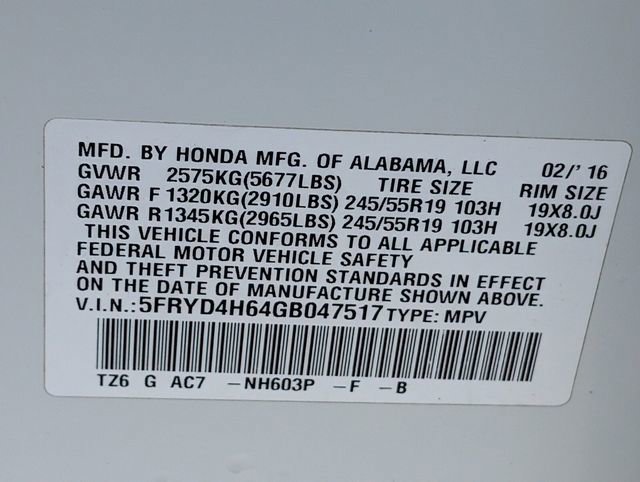 MFD. BY HONDA MFG. OF ALABAMA, LLC 02/' 16
GVWR 2575KG(5677LBS) TIRE SIZE RIM SIZE
GAWR F 1320KG(2910LBS) 245/55R19 103H 19X8.0J
GAWR R1345KG(2965LBS) 245/55R19 103H 19X8.0J
THIS VEHICLE CONFORMS TO ALL APPLICABLE
FEDERAL MOTOR VEHICLE SAFETY
AND THEFT PREVENTION STANDARDS IN EFFECT
ON THE DATE OF MANUFACTURE SHOWN ABOVE.
V.I.N.:5FRYD4H64GB047517 TYPE: MPV
TZ6 G AC7 -NH603P -F -B